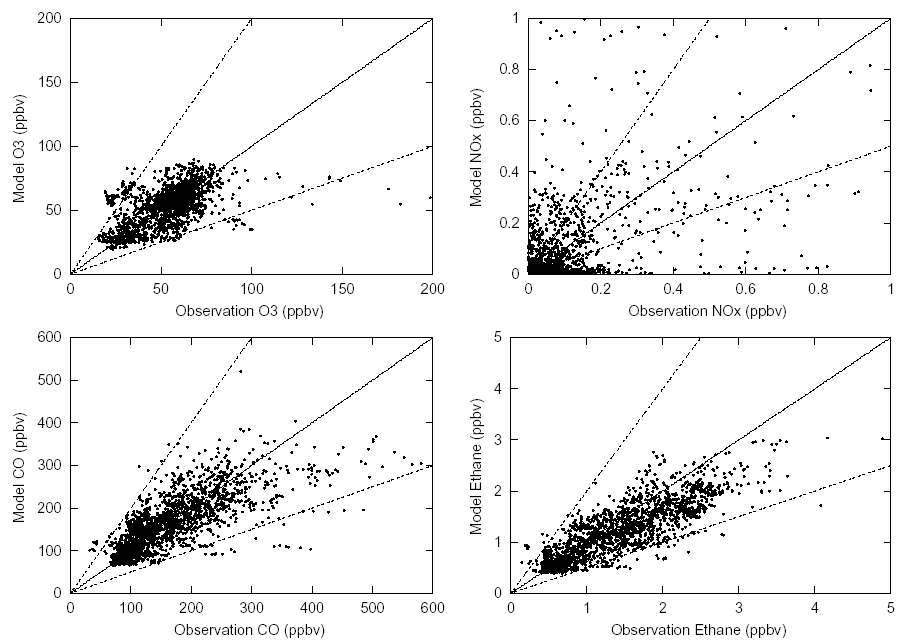 200
150
100
50
0
Model O3 (ppbv)
0 50 100 150 200
Observation O3 (ppbv)
1
0.8
0.6
0.4
0.2
0
Model NOx (ppbv)
0 0.2 0.4 0.6 0.8 1
Observation NOx (ppbv)
600
500
400
300
200
100
0
Model CO (ppbv)
0 100 200 300 400 500 600
Observation CO (ppbv)
5
4
3
2
1
0
Model Ethane (ppbv)
0 1 2 3 4 5
Observation Ethane (ppbv)